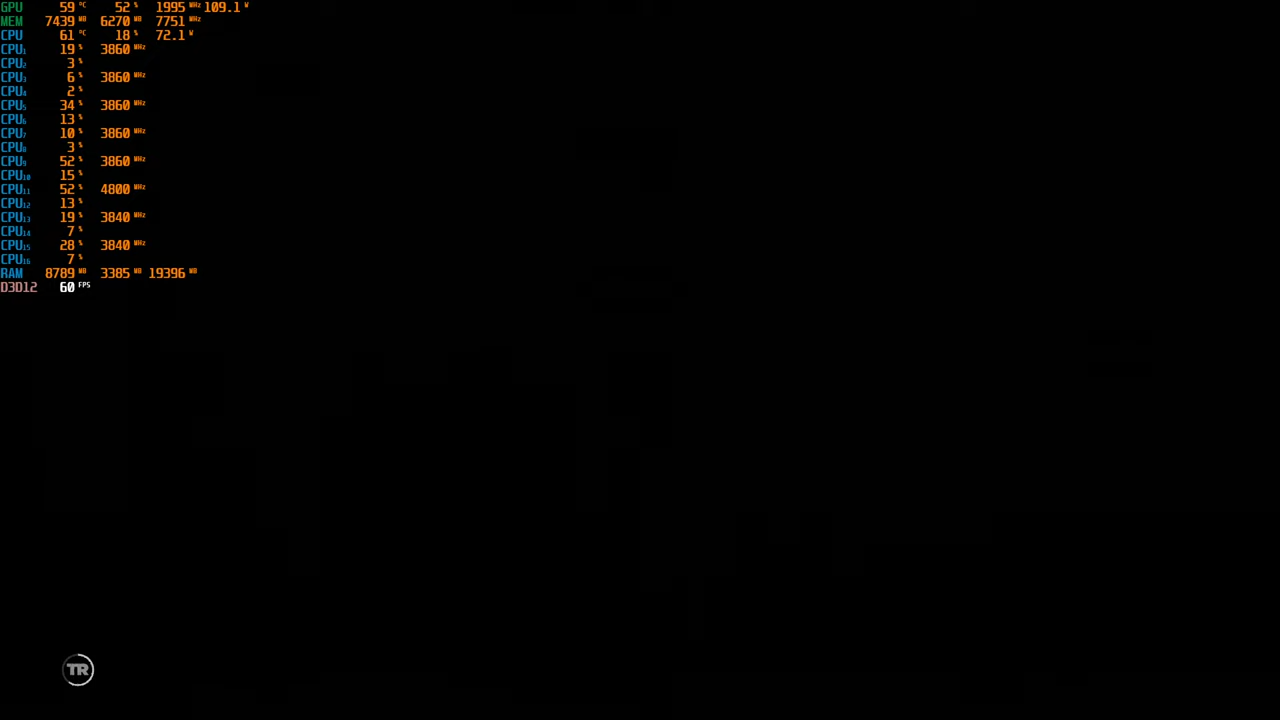 GPU 59 °C 52 % 1995 MHz 109.1 W
MEM 7439 MB 6270 MB 7751 MHz
CPU 61 °C 18 % 72.1 W
CPU1 19 % 3860 MHz
CPU2 3 %
CPU3 6 % 3860 MHz
CPU4 2 %
CPU5 34 % 3860 MHz
CPU6 13 %
CPU7 10 % 3860 MHz
CPU8 3 %
CPU9 52 % 3860 MHz
CPU10 15 %
CPU11 52 % 4800 MHz
CPU12 13 %
CPU13 19 % 3840 MHz
CPU14 7 %
CPU15 28 % 3840 MHz
CPU16 7 %
RAM 8789 MB 3385 MB 19396 MB
D3D12 60 FPS
TR